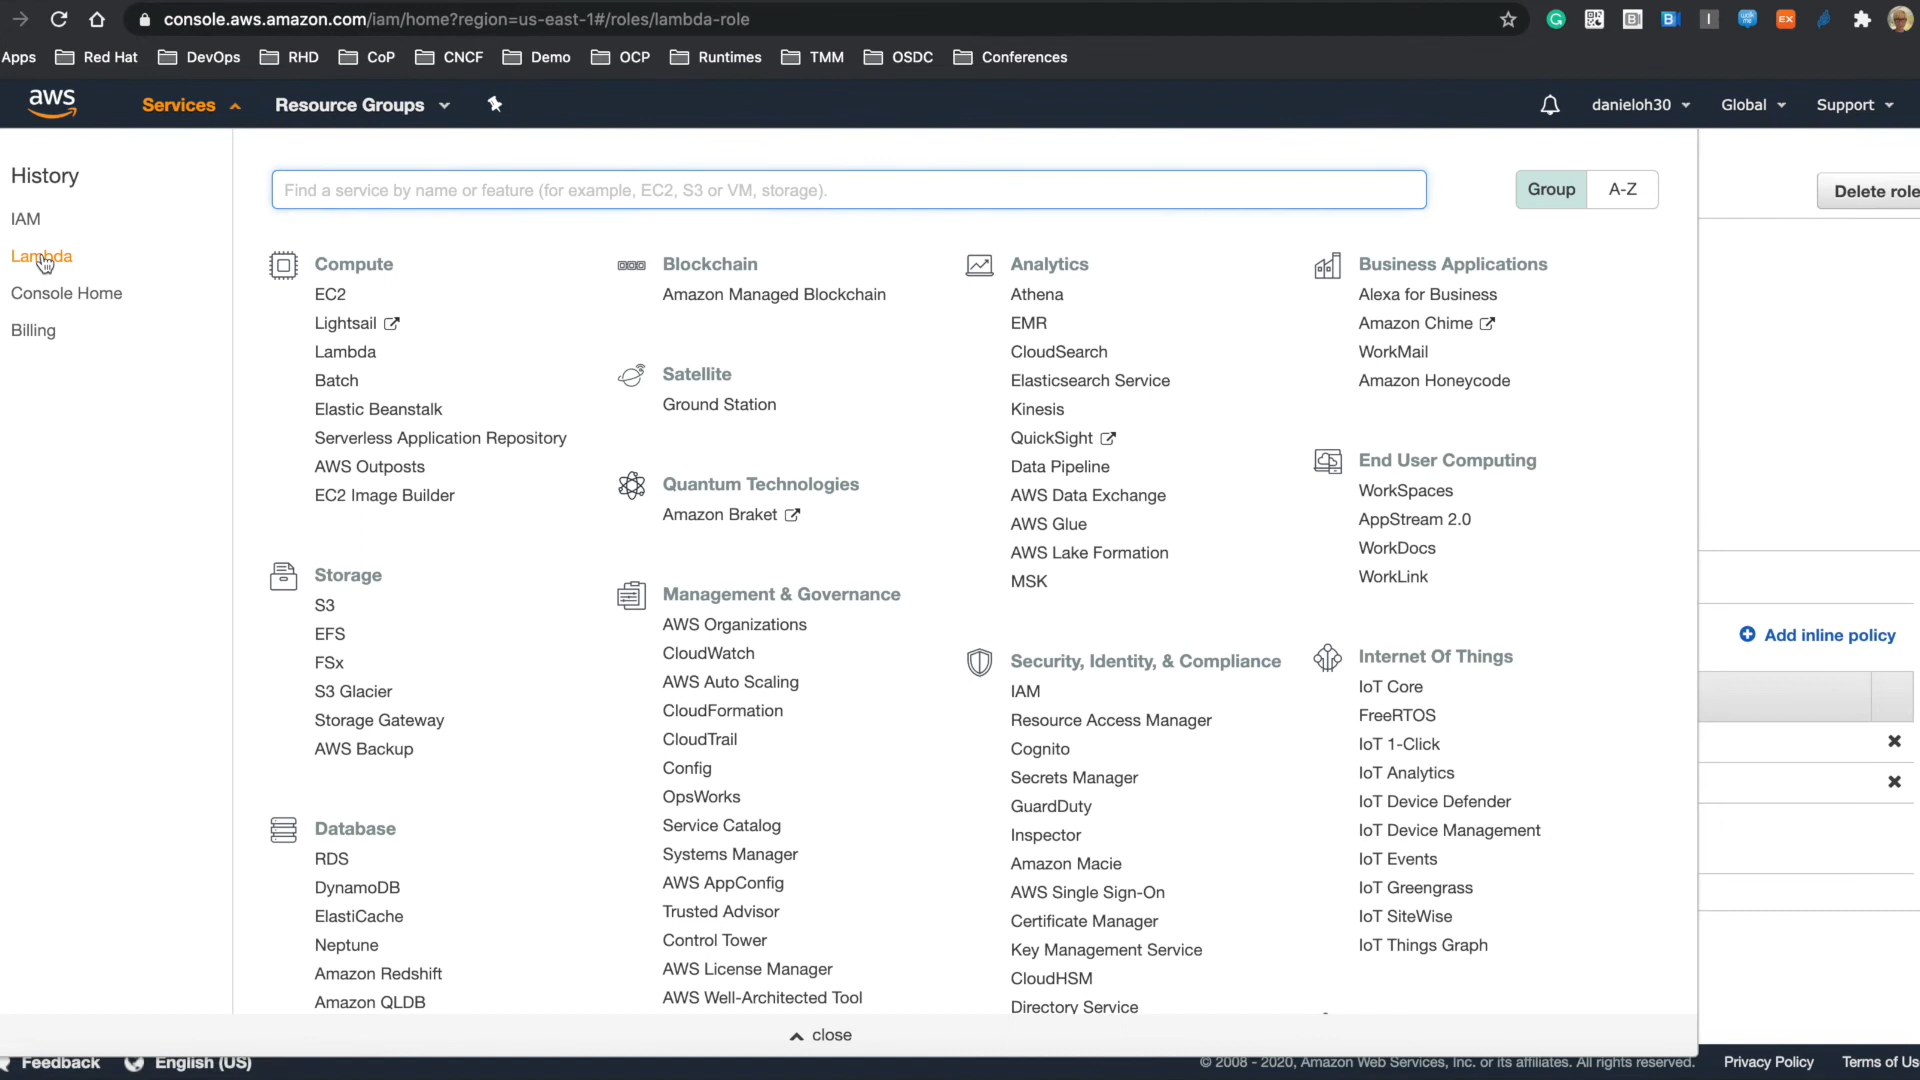 console.aws.amazon.com/iam/home?region=us-east-1#/roles/lambda-role
Apps Red Hat DevOps RHD CoP CNCF Demo OCP Runtimes TMM OSDC Conferences
aws Services Resource Groups danieloh30 Global Support
History
IAM
Lambda
Console Home
Billing
Find a service by name or feature (for example, EC2, S3 or VM, storage).
Group A-Z
Compute
EC2
Lightsail
Lambda
Batch
Elastic Beanstalk
Serverless Application Repository
AWS Outposts
EC2 Image Builder
Storage
S3
EFS
FSx
S3 Glacier
Storage Gateway
AWS Backup
Database
RDS
DynamoDB
ElastiCache
Neptune
Amazon Redshift
Amazon QLDB
Blockchain
Amazon Managed Blockchain
Satellite
Ground Station
Quantum Technologies
Amazon Braket
Management & Governance
AWS Organizations
CloudWatch
AWS Auto Scaling
CloudFormation
CloudTrail
Config
OpsWorks
Service Catalog
Systems Manager
AWS AppConfig
Trusted Advisor
Control Tower
AWS License Manager
AWS Well-Architected Tool
Analytics
Athena
EMR
CloudSearch
Elasticsearch Service
Kinesis
QuickSight
Data Pipeline
AWS Data Exchange
AWS Glue
AWS Lake Formation
MSK
Security, Identity, & Compliance
IAM
Resource Access Manager
Cognito
Secrets Manager
GuardDuty
Inspector
Amazon Macie
AWS Single Sign-On
Certificate Manager
Key Management Service
CloudHSM
Directory Service
Business Applications
Alexa for Business
Amazon Chime
WorkMail
Amazon Honeycode
End User Computing
WorkSpaces
AppStream 2.0
WorkDocs
WorkLink
Internet Of Things
IoT Core
FreeRTOS
IoT 1-Click
IoT Analytics
IoT Device Defender
IoT Device Management
IoT Events
IoT Greengrass
IoT SiteWise
IoT Things Graph
Delete role
Add inline policy
close
Feedback English (US) © 2008 - 2020, Amazon Web Services, Inc. or its affiliates. All rights reserved. Privacy Policy Terms of Us